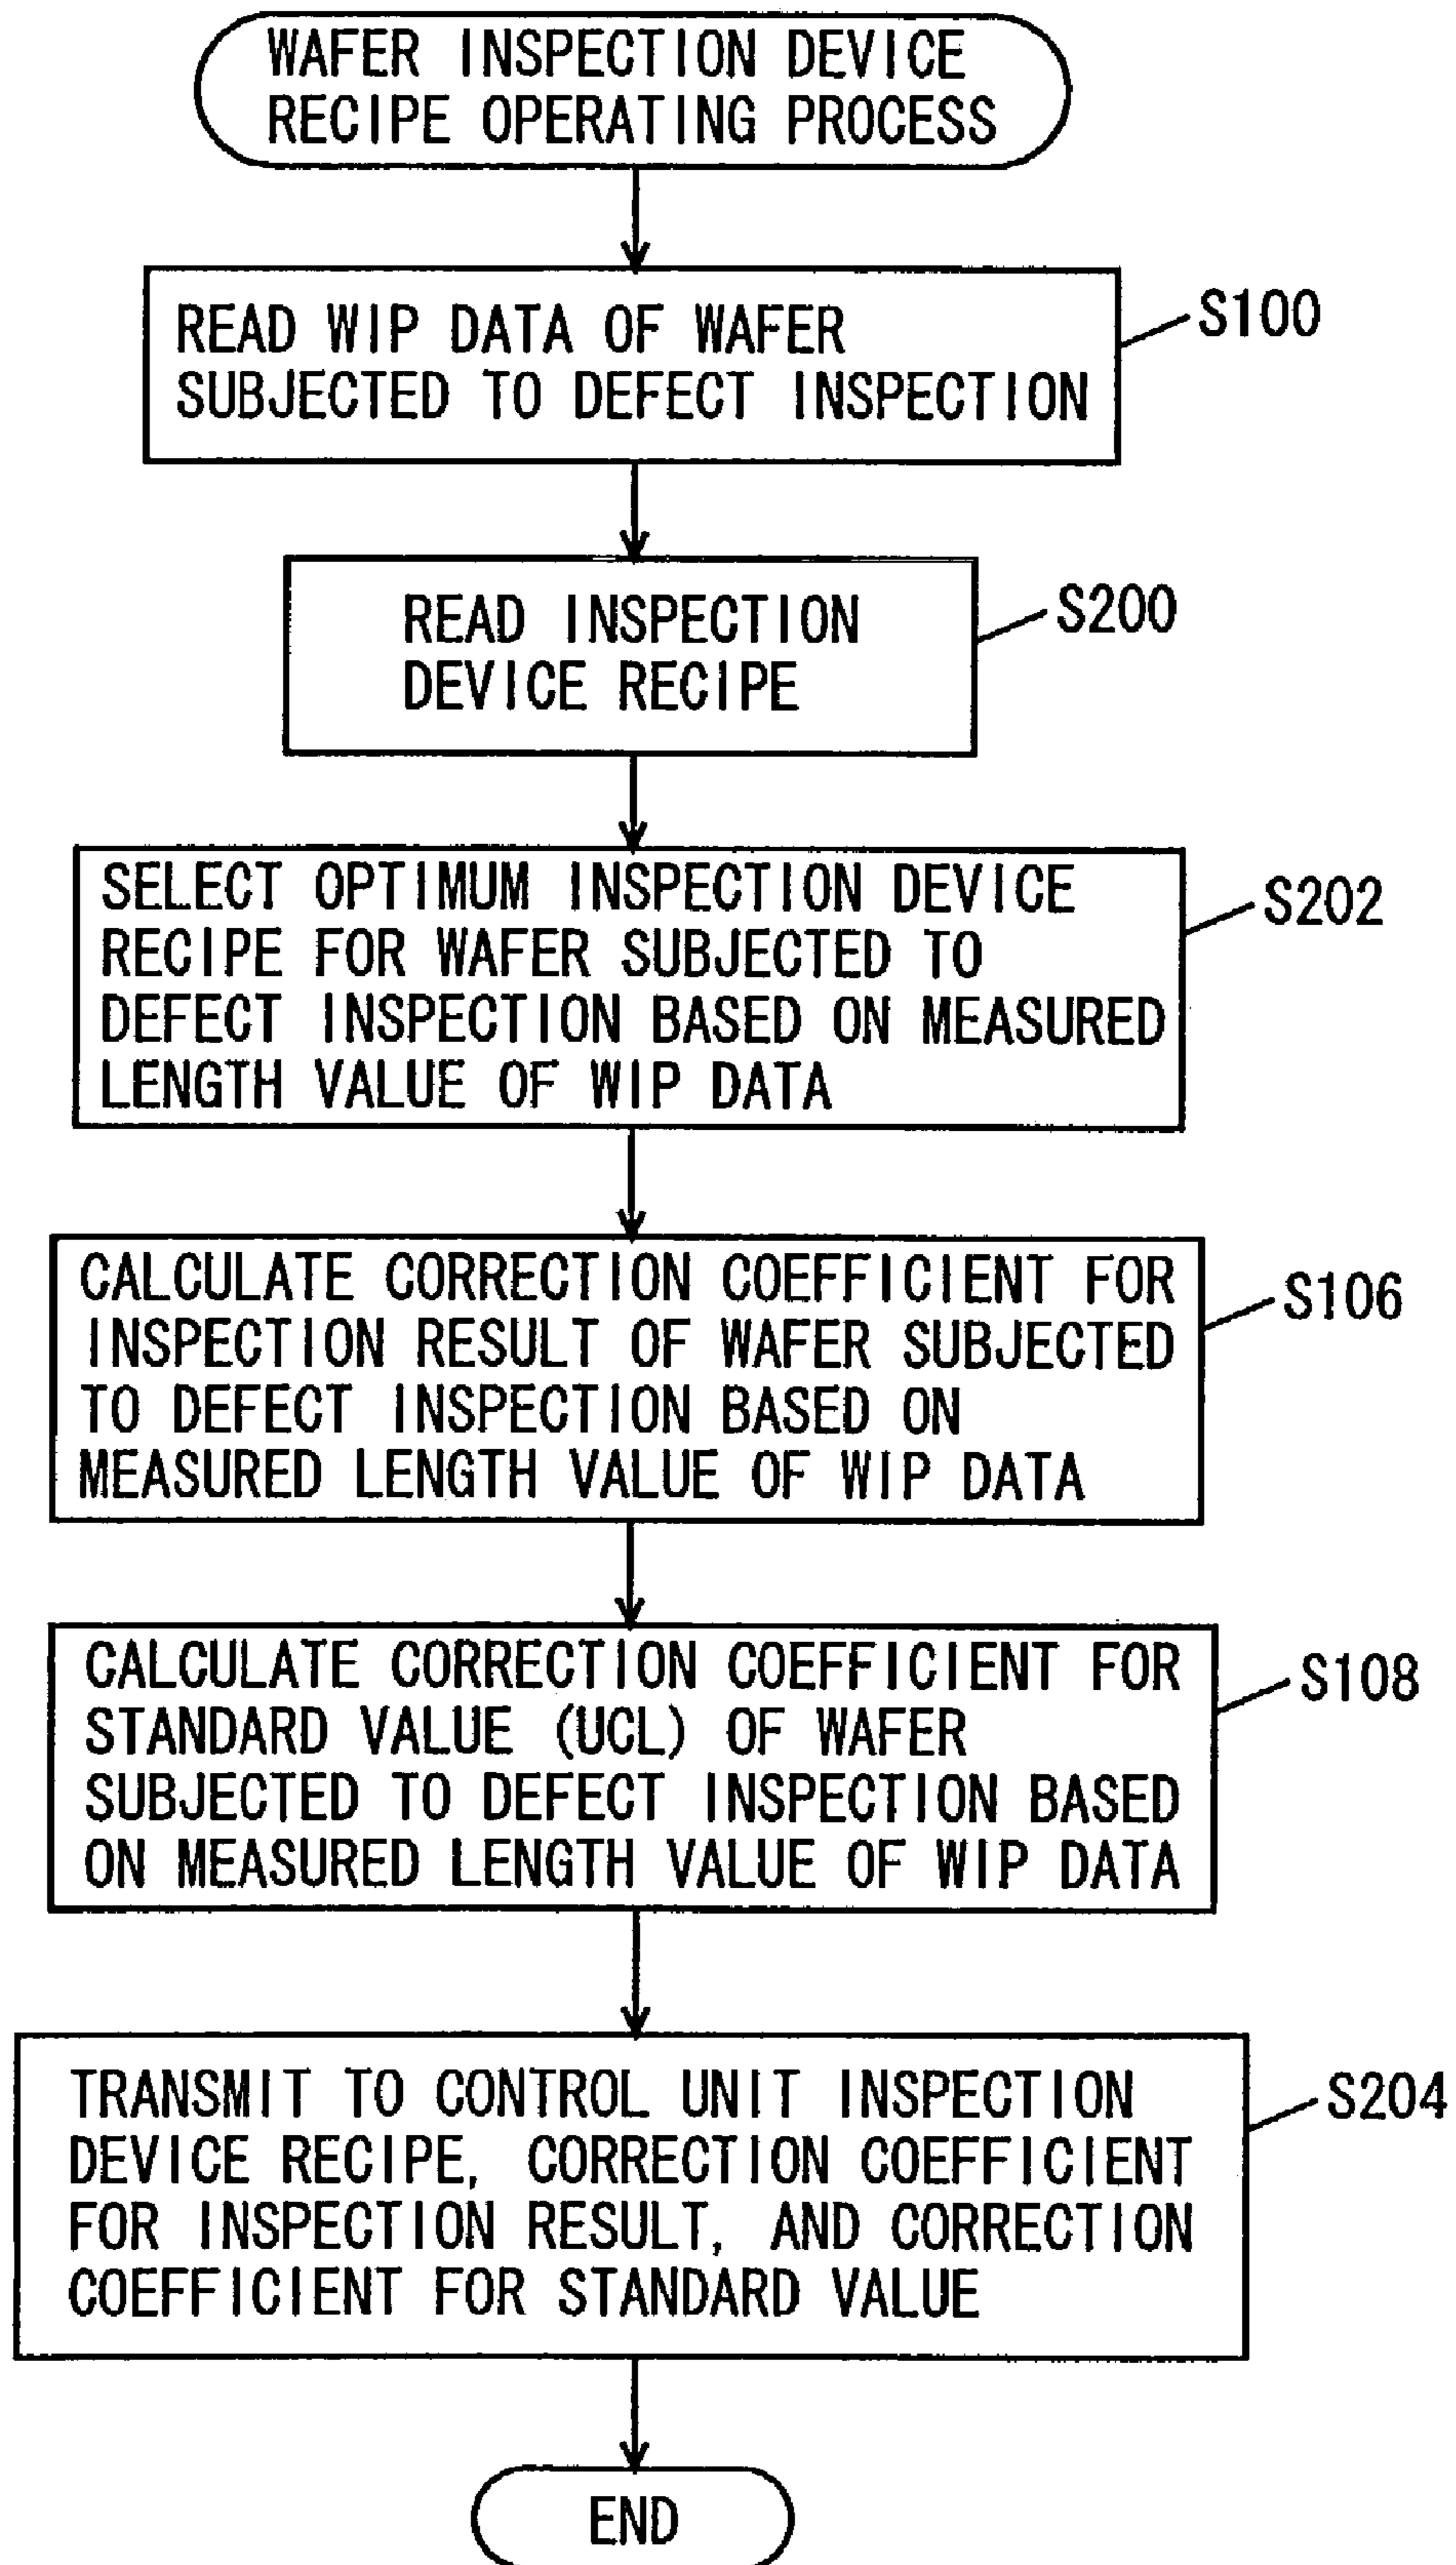 WAFER INSPECTION DEVICE
RECIPE OPERATING PROCESS
READ WIP DATA OF WAFER
SUBJECTED TO DEFECT INSPECTION
S100
READ INSPECTION
DEVICE RECIPE
S200
SELECT OPTIMUM INSPECTION DEVICE
RECIPE FOR WAFER SUBJECTED TO
DEFECT INSPECTION BASED ON MEASURED
LENGTH VALUE OF WIP DATA
S202
CALCULATE CORRECTION COEFFICIENT FOR
INSPECTION RESULT OF WAFER SUBJECTED
TO DEFECT INSPECTION BASED ON
MEASURED LENGTH VALUE OF WIP DATA
S106
CALCULATE CORRECTION COEFFICIENT FOR
STANDARD VALUE (UCL) OF WAFER
SUBJECTED TO DEFECT INSPECTION BASED
ON MEASURED LENGTH VALUE OF WIP DATA
S108
TRANSMIT TO CONTROL UNIT INSPECTION
DEVICE RECIPE, CORRECTION COEFFICIENT
FOR INSPECTION RESULT, AND CORRECTION
COEFFICIENT FOR STANDARD VALUE
S204
END